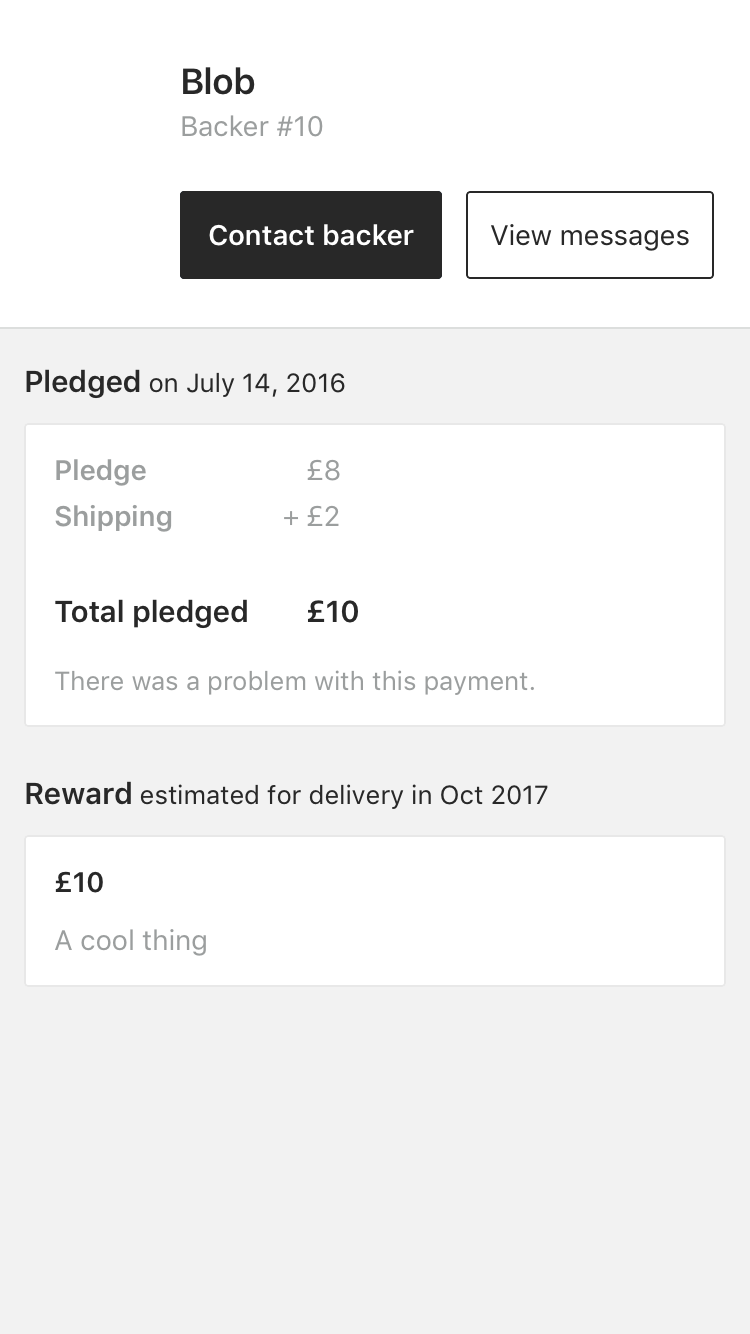 Blob
Backer #10
Contact backer
View messages
Pledged on July 14, 2016
Pledge £8
Shipping + £2
Total pledged £10
There was a problem with this payment.
Reward estimated for delivery in Oct 2017
£10
A cool thing